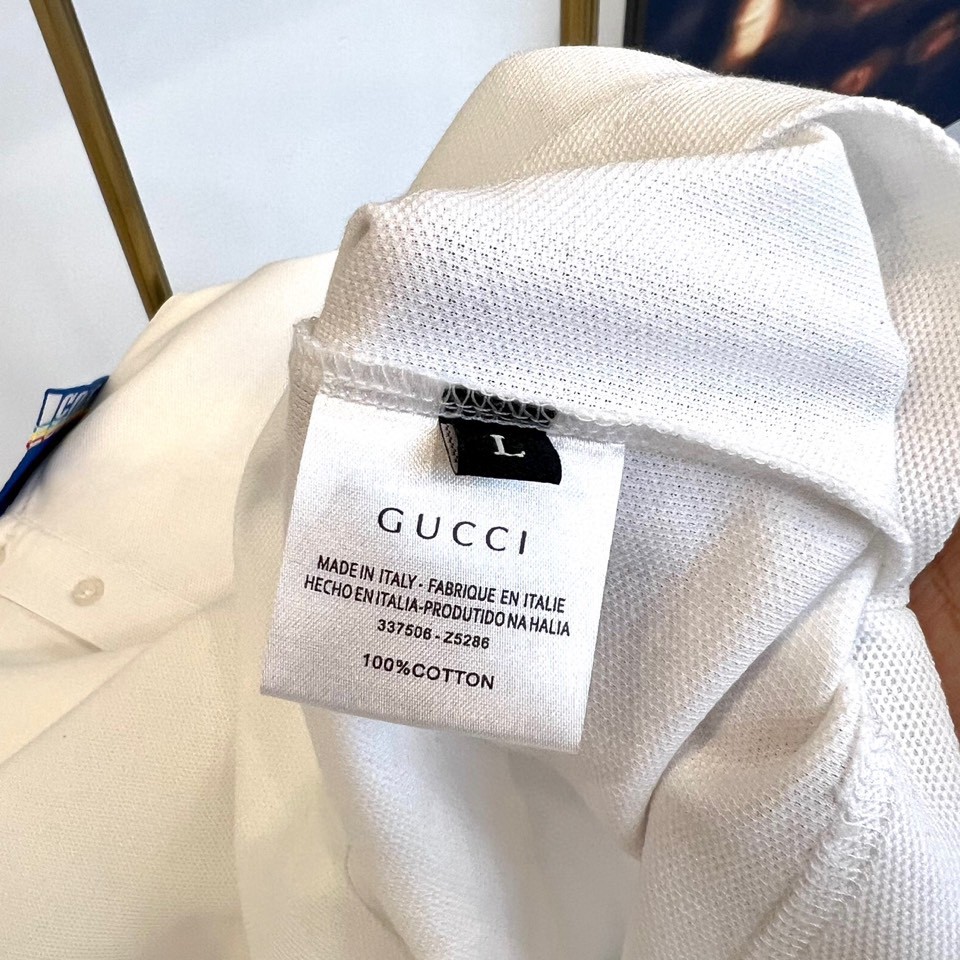 L
GUCCI
MADE IN ITALY - FABRIQUE EN ITALIE
HECHO EN ITALIA-PRODUTIDO NA HALIA
337506 - Z5286
100%COTTON